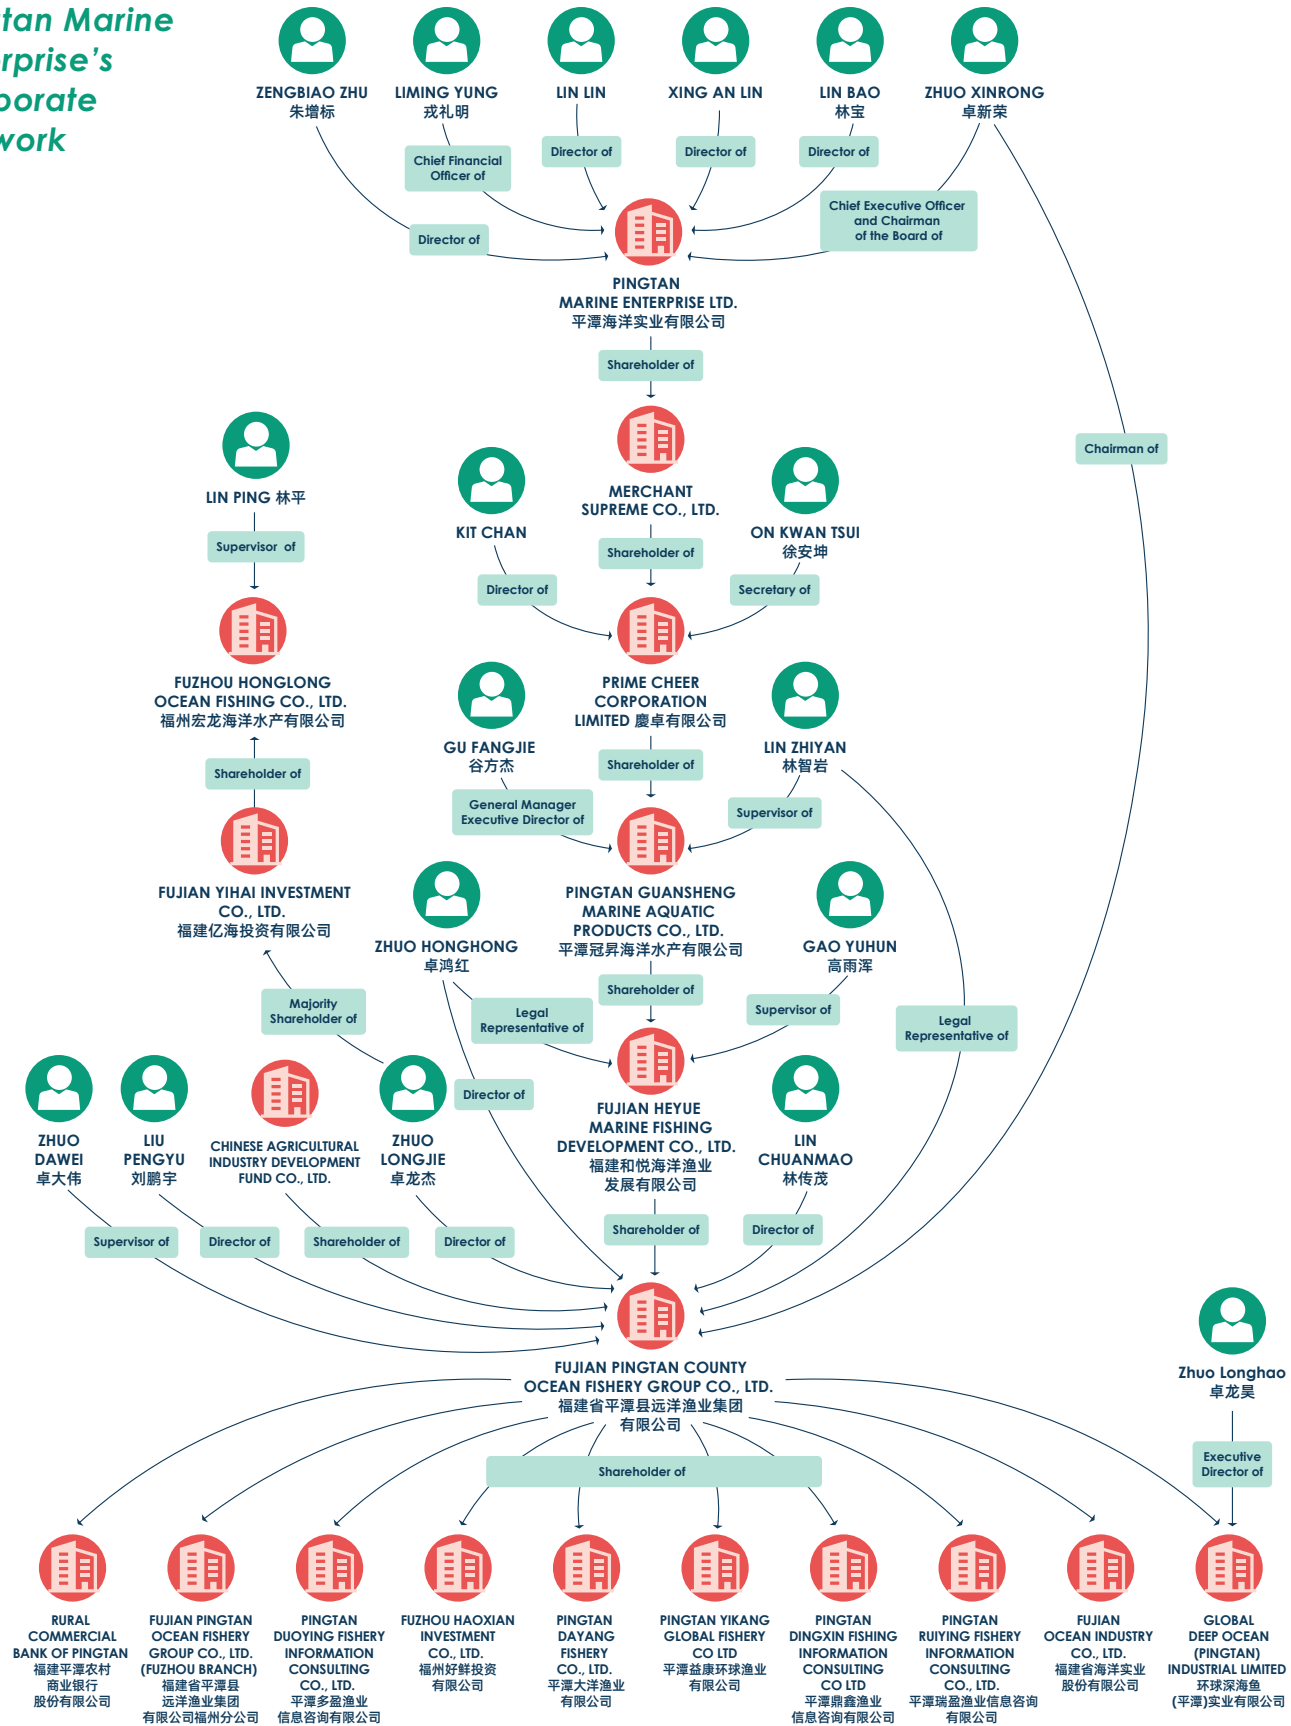 tan Marine
rprise's
porate
work
ZENGBIAO ZHU
朱增标
LIMING YUNG
戎礼明
LIN LIN
XING AN LIN
LIN BAO
林宝
ZHUO XINRONG
卓新荣
Chief Financial
Officer of
Director of
Director of
Director of
Director of
Chief Executive Officer
and Chairman
of the Board of
PINGTAN
MARINE ENTERPRISE LTD.
平潭海洋实业有限公司
Shareholder of
Chairman of
MERCHANT
SUPREME CO., LTD.
LIN PING 林平
Supervisor of
KIT CHAN
ON KWAN TSUI
徐安坤
Shareholder of
Director of
Secretary of
FUZHOU HONGLONG
OCEAN FISHING CO., LTD.
福州宏龙海洋水产有限公司
PRIME CHEER
CORPORATION
LIMITED 慶卓有限公司
GU FANGJIE
谷方杰
LIN ZHIYAN
林智岩
Shareholder of
Shareholder of
General Manager
Executive Director of
Supervisor of
FUJIAN YIHAI INVESTMENT
CO., LTD.
福建亿海投资有限公司
PINGTAN GUANSHENG
MARINE AQUATIC
PRODUCTS CO., LTD.
平潭冠昇海洋水产有限公司
ZHUO HONGHONG
卓鸿红
GAO YUHUN
高雨浑
Majority
Shareholder of
Shareholder of
Legal
Representative of
Supervisor of
Legal
Representative of
Director of
ZHUO
DAWEI
卓大伟
LIU
PENGYU
刘鹏宇
CHINESE AGRICULTURAL
INDUSTRY DEVELOPMENT
FUND CO., LTD.
ZHUO
LONGJIE
卓龙杰
FUJIAN HEYUE
MARINE FISHING
DEVELOPMENT CO., LTD.
福建和悦海洋渔业
发展有限公司
LIN
CHUANMAO
林传茂
Supervisor of
Director of
Shareholder of
Director of
Shareholder of
Director of
FUJIAN PINGTAN COUNTY
OCEAN FISHERY GROUP CO., LTD.
福建省平潭县远洋渔业集团
有限公司
Zhuo Longhao
卓龙昊
Shareholder of
Executive
Director of
RURAL
COMMERCIAL
BANK OF PINGTAN
福建平潭农村
商业银行
股份有限公司
FUJIAN PINGTAN
OCEAN FISHERY
GROUP CO., LTD.
(FUZHOU BRANCH)
福建省平潭县
远洋渔业集团
有限公司福州分公司
PINGTAN
DUOYING FISHERY
INFORMATION
CONSULTING
CO., LTD.
平潭多盈渔业
信息咨询有限公司
FUZHOU HAOXIAN
INVESTMENT
CO., LTD.
福州好鲜投资
有限公司
PINGTAN
DAYANG
FISHERY
CO., LTD.
平潭大洋渔业
有限公司
PINGTAN YIKANG
GLOBAL FISHERY
CO LTD
平潭益康环球渔业
有限公司
PINGTAN
DINGXIN FISHING
INFORMATION
CONSULTING
CO LTD
平潭鼎鑫渔业
信息咨询有限公司
PINGTAN
RUIYING FISHERY
INFORMATION
CONSULTING
CO., LTD.
平潭瑞盈渔业信息咨询
有限公司
FUJIAN
OCEAN INDUSTRY
CO., LTD.
福建省海洋实业
股份有限公司
GLOBAL
DEEP OCEAN
(PINGTAN)
INDUSTRIAL LIMITED
环球深海鱼
(平潭)实业有限公司